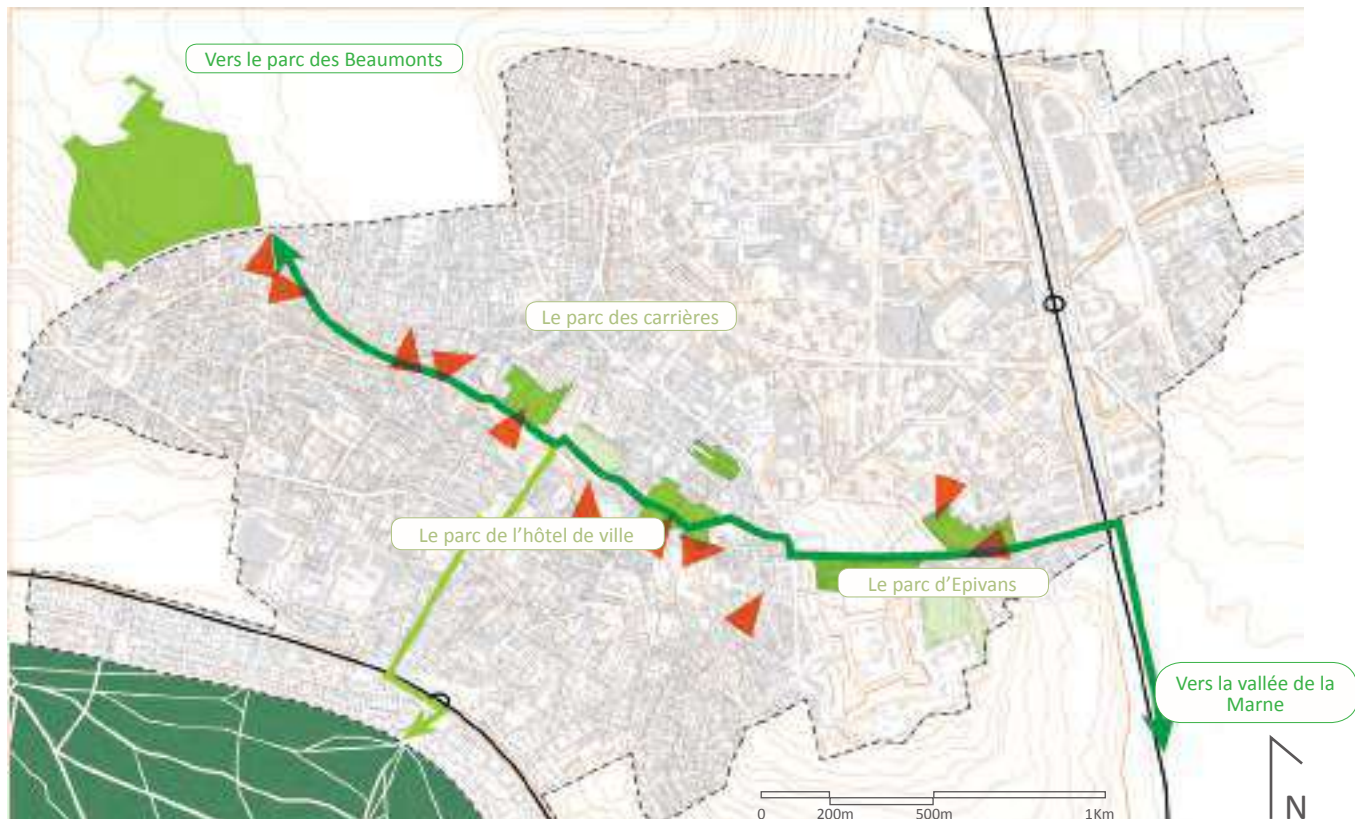 Vers le parc des Beaumonts
Le parc des carrières
Le parc de l'hôtel de ville
Le parc d'Epivans
Vers la vallée de la
Marne
0 200m 500m 1Km
N